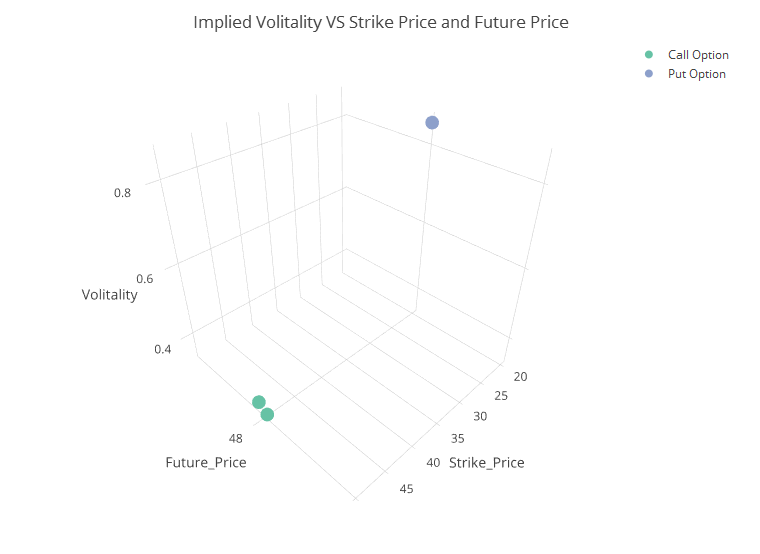 Implied Volitality VS Strike Price and Future Price
Call Option
Put Option
0.8
0.6
Volitality
0.4
20
25
30
35
48
40
Strike_Price
Future_Price
45